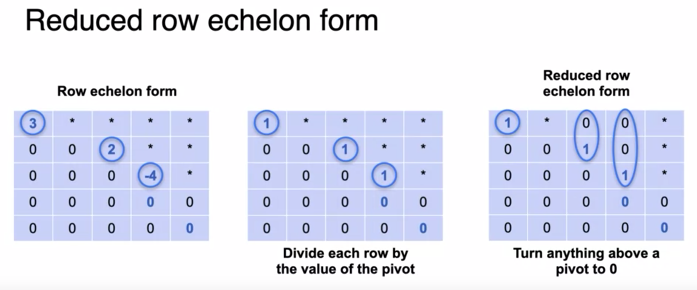 Reduced row echelon form
Row echelon form
3 * * * *
0 0 2 * *
0 0 0 -4 *
0 0 0 0 0
0 0 0 0 0
1 * * * *
0 0 1 * *
0 0 0 1 *
0 0 0 0 0
0 0 0 0 0
Divide each row by
the value of the pivot
Reduced row
echelon form
1 * 0 0 *
0 0 1 0 *
0 0 0 1 *
0 0 0 0 0
0 0 0 0 0
Turn anything above a
pivot to 0